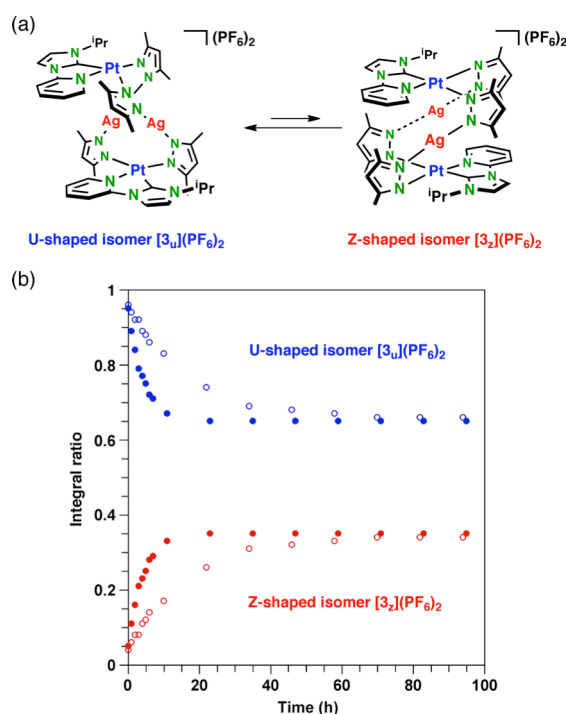 (a)
iPr
(PF6)2
N
N
Pt
N
N
N
N
N
Ag
Ag
N
N
Pt
N
N
N
N
N
iPr
(PF6)2
iPr
N
N
N
Pt
N
N
N
Ag
Ag
N
N
N
N
Pt
N
N
N
iPr
U-shaped isomer [3u](PF6)2
Z-shaped isomer [3z](PF6)2
(b)
1
0.8
0.6
0.4
0.2
0
Integral ratio
U-shaped isomer [3u](PF6)2
Z-shaped isomer [3z](PF6)2
0
20
40
60
80
100
Time (h)